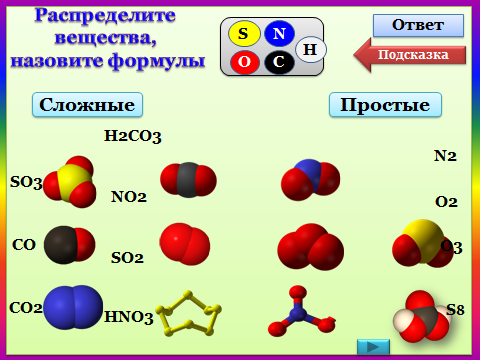 Распределите
вещества,
назовите формулы
S N
H
O C
Ответ
Подсказка
Сложные
Простые
H2CO3
N2
SO3
NO2
O2
CO
SO2
O3
CO2
HNO3
S8